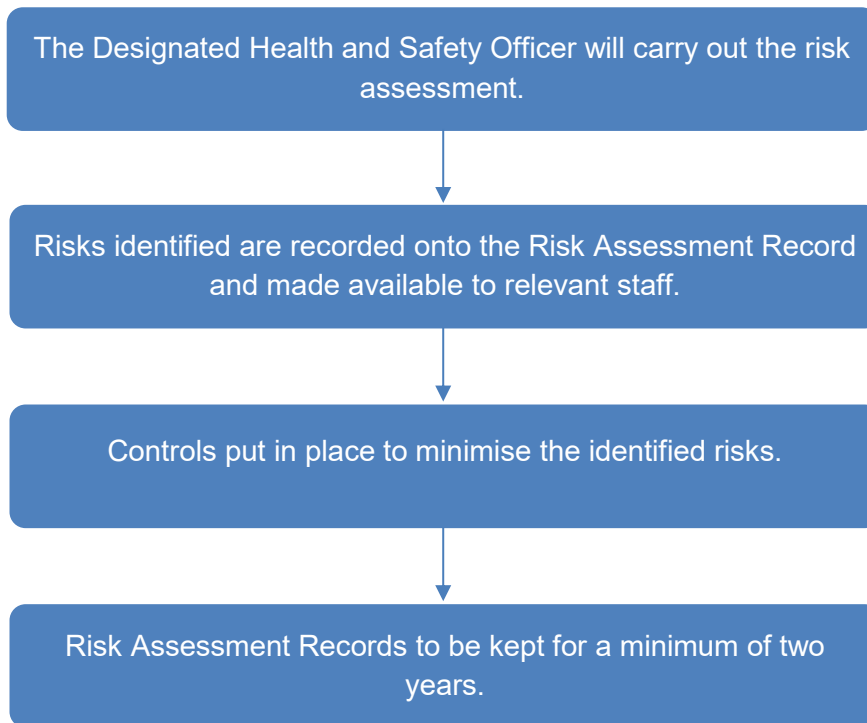 The Designated Health and Safety Officer will carry out the risk
assessment.
Risks identified are recorded onto the Risk Assessment Record
and made available to relevant staff.
Controls put in place to minimise the identified risks.
Risk Assessment Records to be kept for a minimum of two
years.